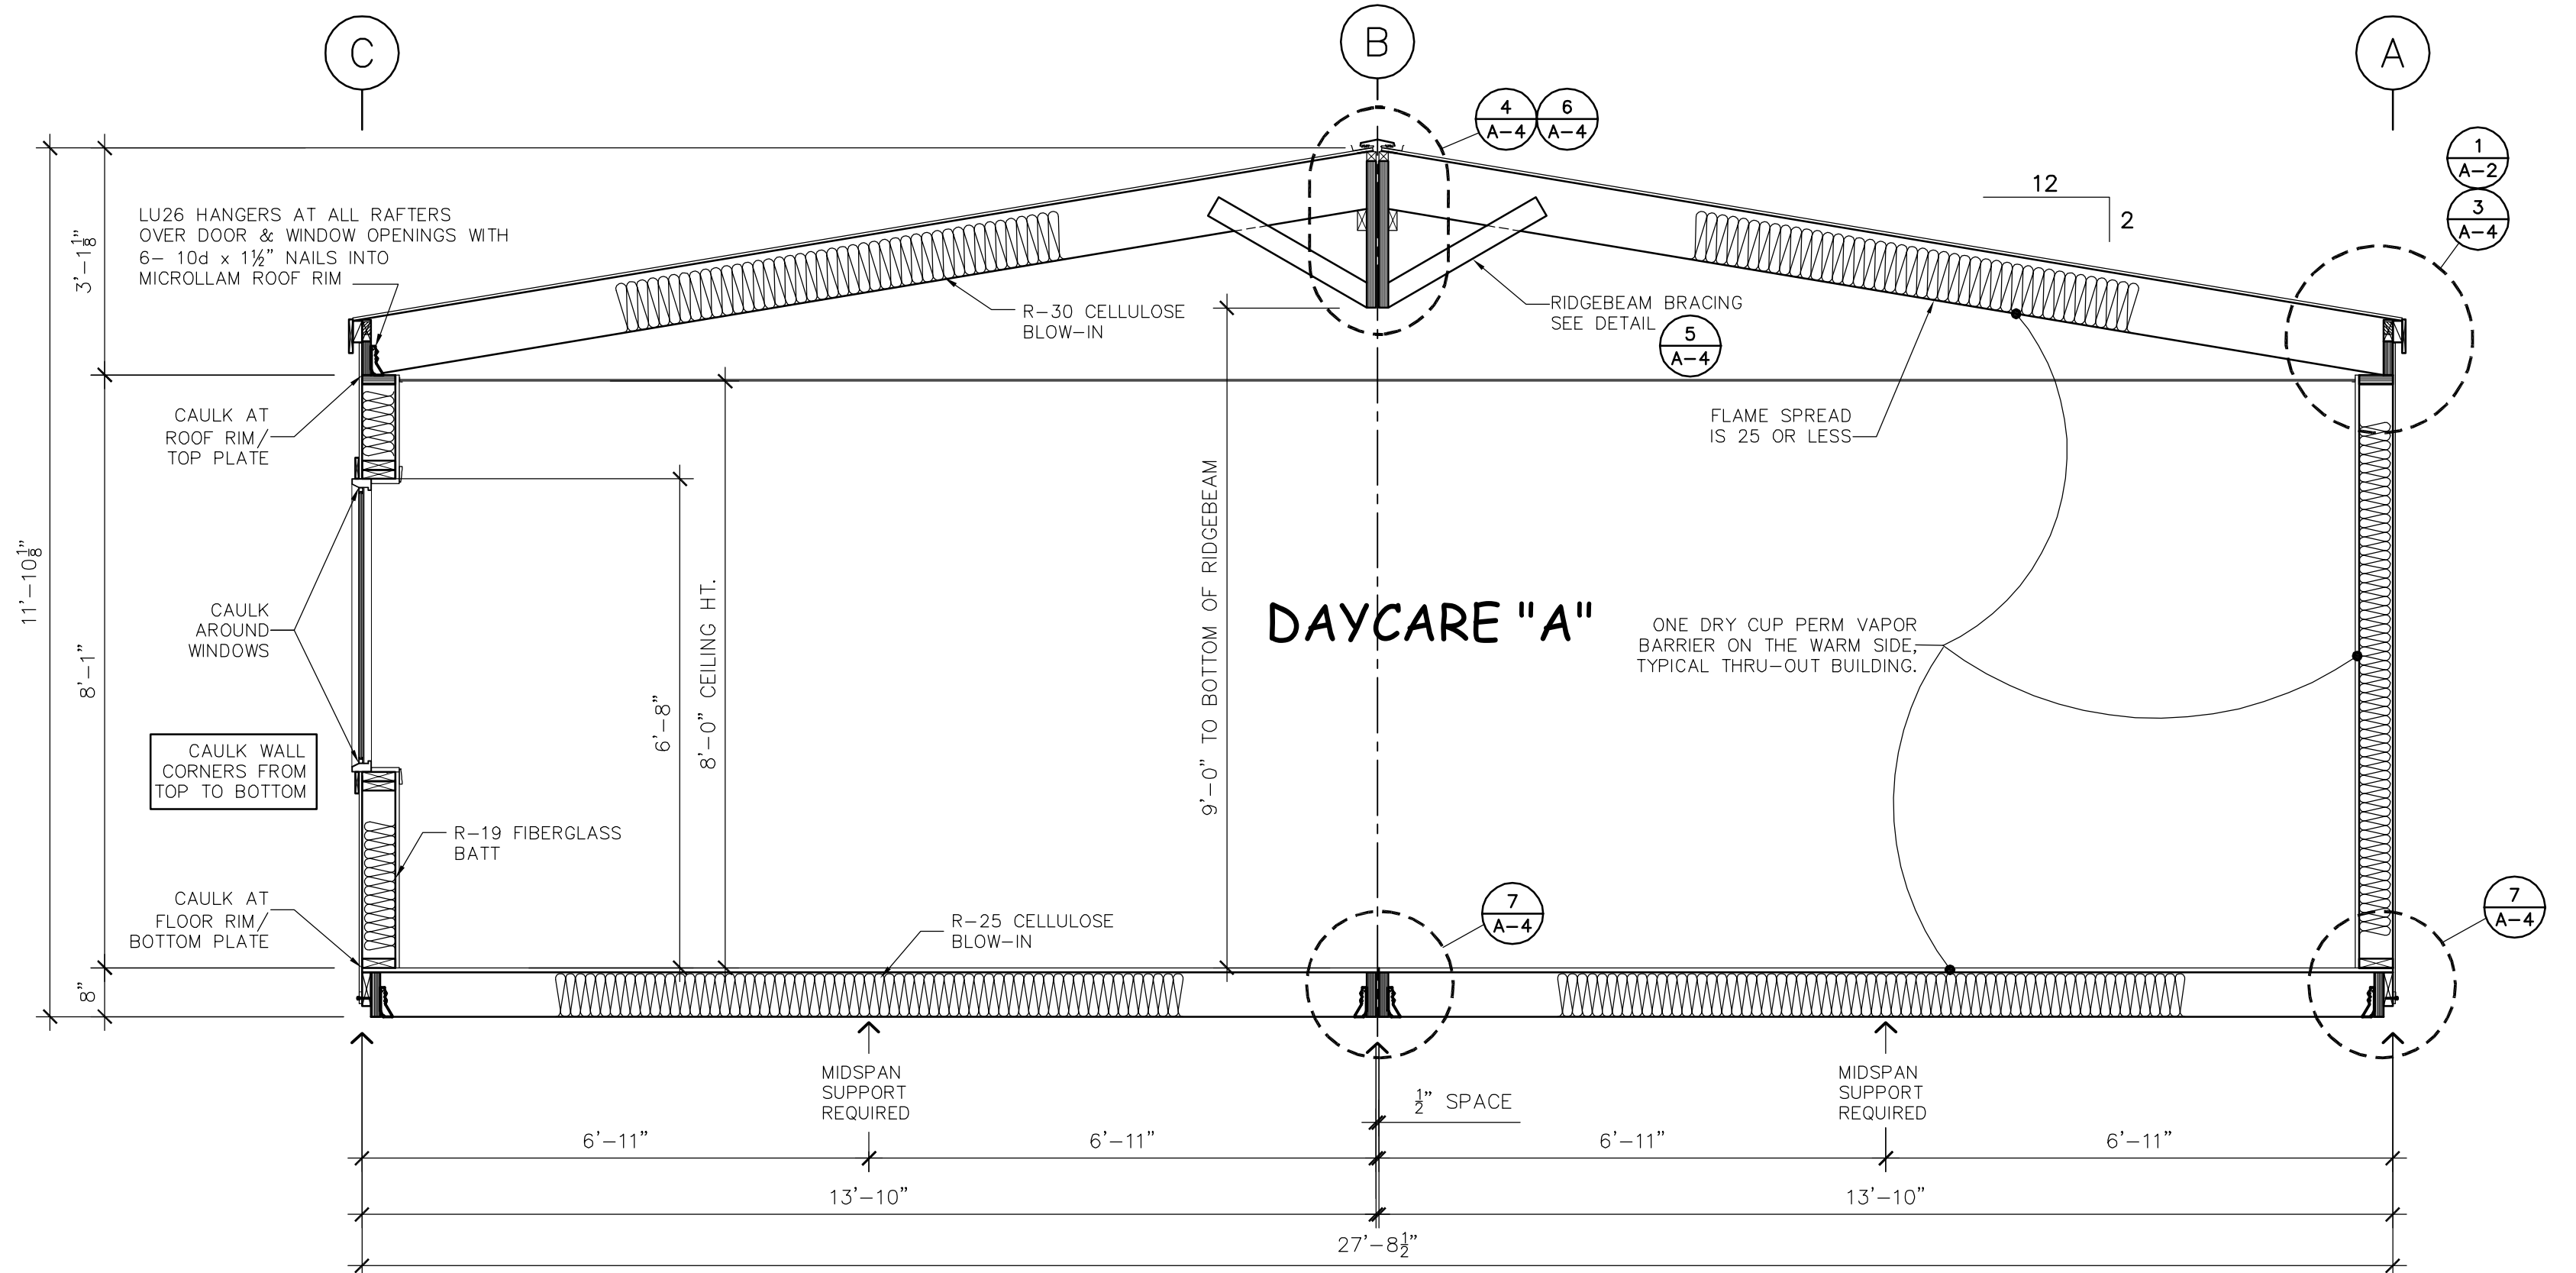 C
B
A
4
A-4
6
A-4
1
A-2
3
A-4
12
2
LU26 HANGERS AT ALL RAFTERS
OVER DOOR & WINDOW OPENINGS WITH
6- 10d x 1½" NAILS INTO
MICROLLAM ROOF RIM
3'-1⅛"
R-30 CELLULOSE
BLOW-IN
RIDGEBEAM BRACING
SEE DETAIL
5
A-4
CAULK AT
ROOF RIM/
TOP PLATE
FLAME SPREAD
IS 25 OR LESS
11'-10⅛"
8'-1"
CAULK
AROUND
WINDOWS
6'-8"
8'-0" CEILING HT.
9'-0" TO BOTTOM OF RIDGEBEAM
DAYCARE "A"
ONE DRY CUP PERM VAPOR
BARRIER ON THE WARM SIDE,
TYPICAL THRU-OUT BUILDING.
CAULK WALL
CORNERS FROM
TOP TO BOTTOM
R-19 FIBERGLASS
BATT
CAULK AT
FLOOR RIM/
BOTTOM PLATE
R-25 CELLULOSE
BLOW-IN
7
A-4
7
A-4
8"
MIDSPAN
SUPPORT
REQUIRED
MIDSPAN
SUPPORT
REQUIRED
½" SPACE
6'-11"
6'-11"
6'-11"
6'-11"
13'-10"
13'-10"
27'-8½"